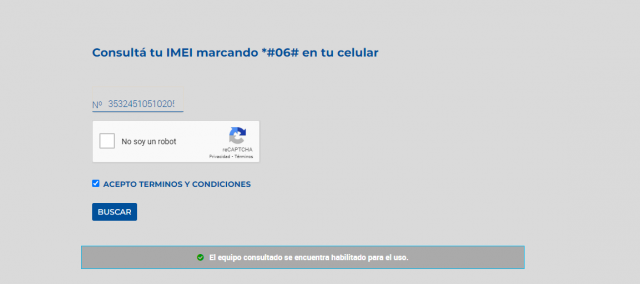 Consultá tu IMEI marcando *#06# en tu celular
Nº 35324510510205
No soy un robot
reCAPTCHA
Privacidad - Términos
ACEPTO TERMINOS Y CONDICIONES
BUSCAR
El equipo consultado se encuentra habilitado para el uso.